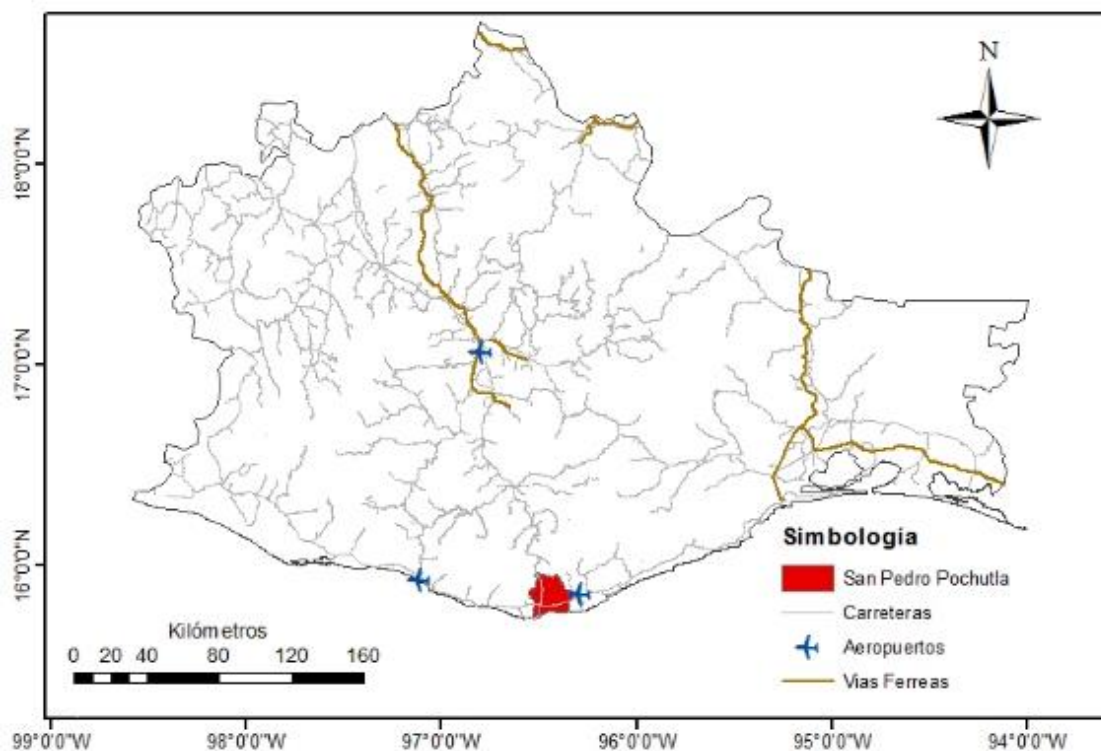 N
18°0'0"N
17°0'0"N
16°0'0"N
Simbología
San Pedro Pochutla
Carreteras
Aeropuertos
Vias Ferreas
Kilómetros
0 20 40 80 120 160
99°0'0"W 98°0'0"W 97°0'0"W 96°0'0"W 95°0'0"W 94°0'0"W